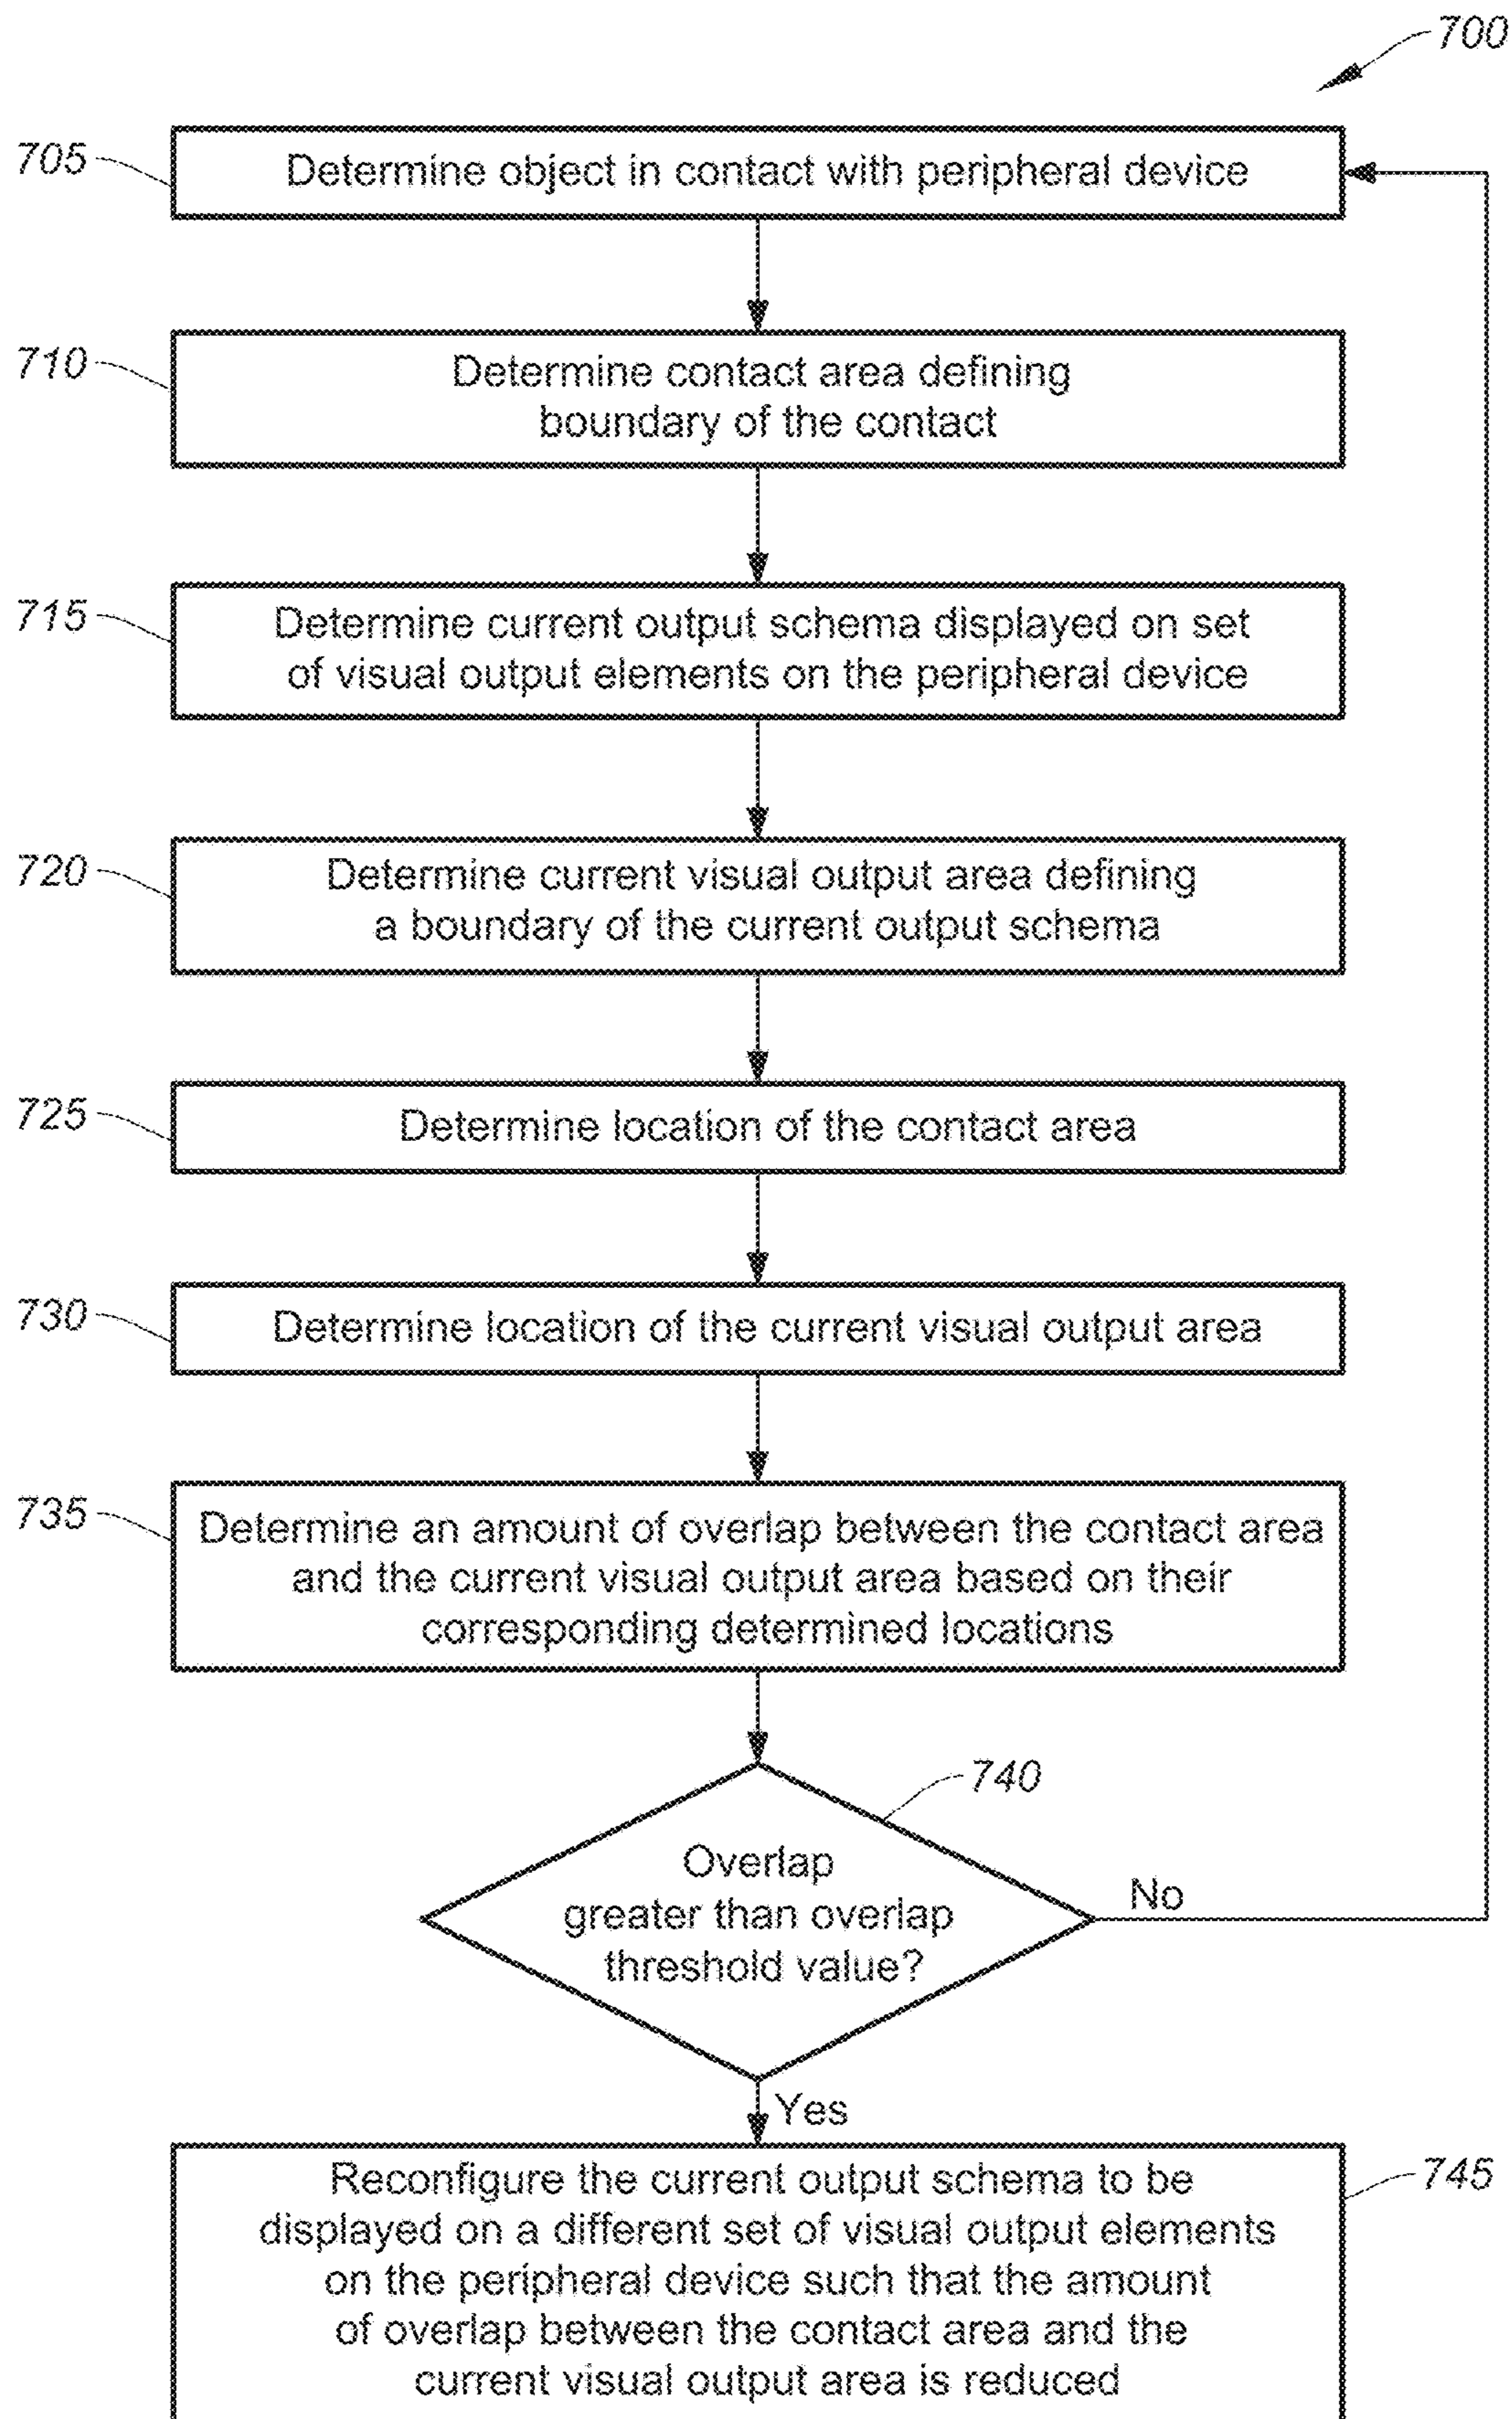 700
705
Determine object in contact with peripheral device
710
Determine contact area defining
boundary of the contact
715
Determine current output schema displayed on set
of visual output elements on the peripheral device
720
Determine current visual output area defining
a boundary of the current output schema
725
Determine location of the contact area
730
Determine location of the current visual output area
735
Determine an amount of overlap between the contact area
and the current visual output area based on their
corresponding determined locations
740
Overlap
greater than overlap
threshold value?
No
Yes
745
Reconfigure the current output schema to be
displayed on a different set of visual output elements
on the peripheral device such that the amount
of overlap between the contact area and the
current visual output area is reduced